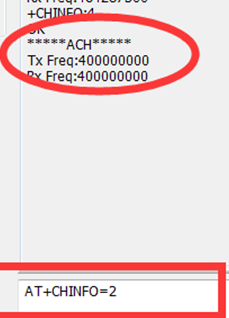 +CHINFO:4
OK
*****ACH*****
Tx Freq:400000000
Rx Freq:400000000
AT+CHINFO=2